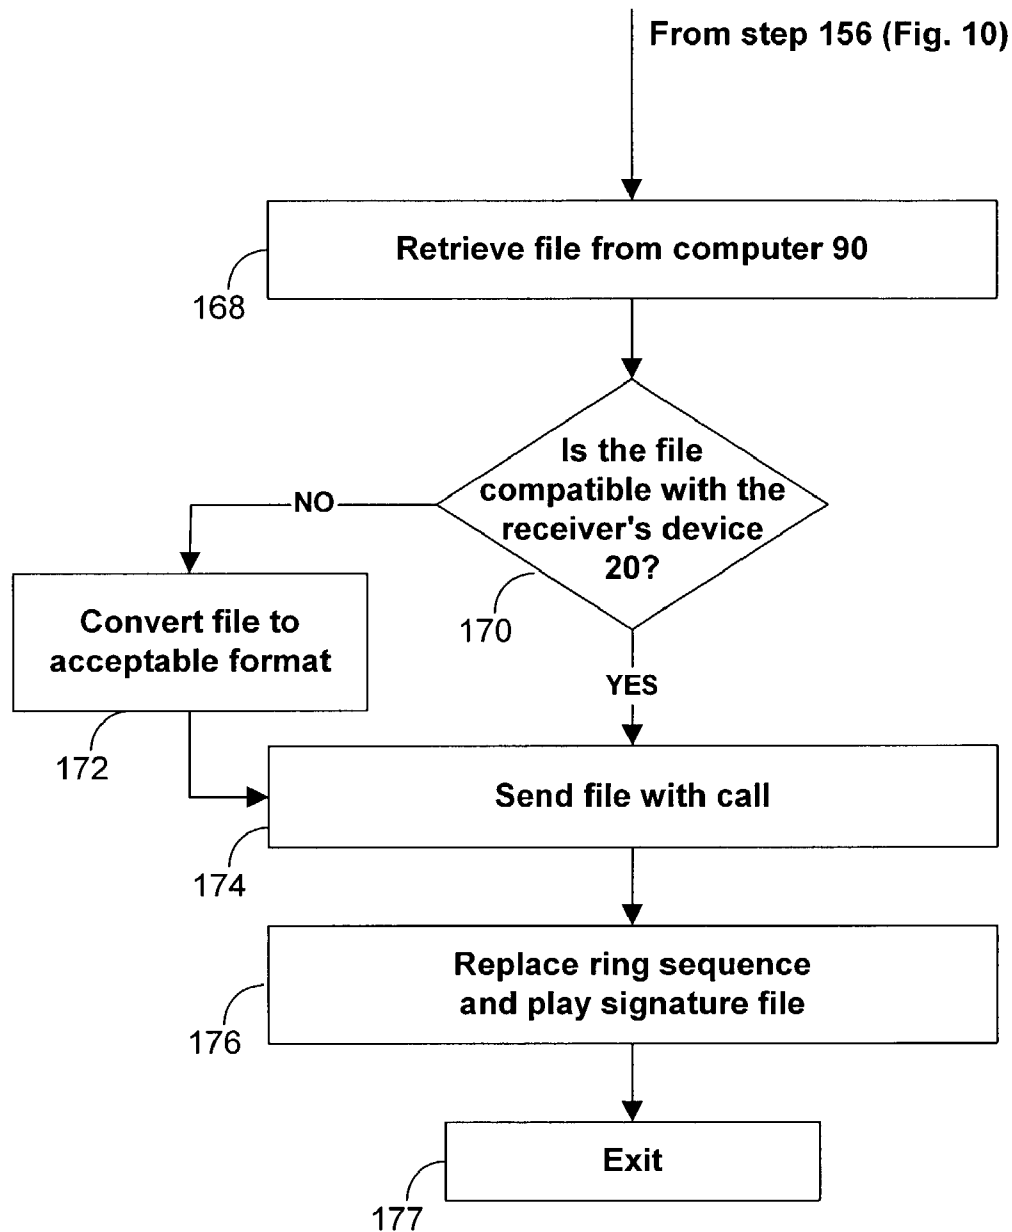 From step 156 (Fig. 10)
Retrieve file from computer 90
168
Is the file
compatible with the
receiver's device
20?
170
NO
YES
Convert file to
acceptable format
172
Send file with call
174
Replace ring sequence
and play signature file
176
Exit
177